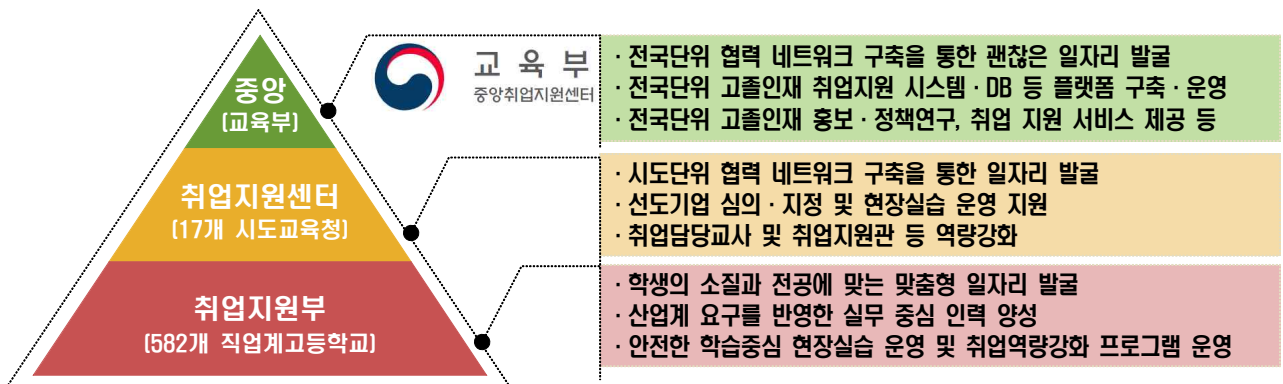 중앙
(교육부)
교 육 부
중앙취업지원센터
· 전국단위 협력 네트워크 구축을 통한 괜찮은 일자리 발굴
· 전국단위 고졸인재 취업지원 시스템 · DB 등 플랫폼 구축 · 운영
· 전국단위 고졸인재 홍보 · 정책연구, 취업 지원 서비스 제공 등
취업지원센터
(17개 시도교육청)
· 시도단위 협력 네트워크 구축을 통한 일자리 발굴
· 선도기업 심의 · 지정 및 현장실습 운영 지원
· 취업담당교사 및 취업지원관 등 역량강화
취업지원부
(582개 직업계고등학교)
· 학생의 소질과 전공에 맞는 맞춤형 일자리 발굴
· 산업계 요구를 반영한 실무 중심 인력 양성
· 안전한 학습중심 현장실습 운영 및 취업역량강화 프로그램 운영